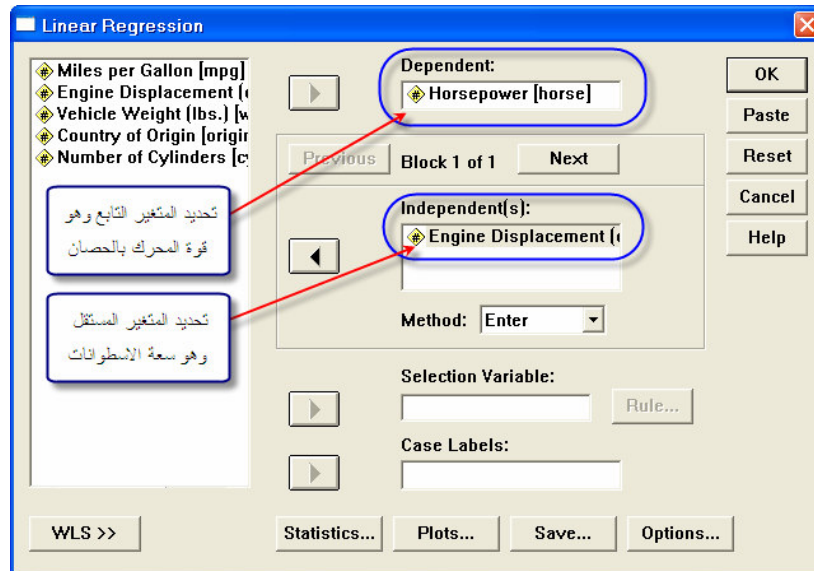 Linear Regression
Miles per Gallon [mpg]
Engine Displacement (
Vehicle Weight (lbs.) [w
Country of Origin [origin
Number of Cylinders [cy
تحديد المتغير التابع وهو
قوة المحرك بالحصان
تحديد المتغير المستقل
وهو سعة الاسطوانات
Dependent:
Horsepower [horse]
Previous
Block 1 of 1
Next
Independent(s):
Engine Displacement (
Method:
Enter
Selection Variable:
Rule...
Case Labels:
OK
Paste
Reset
Cancel
Help
WLS >>
Statistics...
Plots...
Save...
Options...